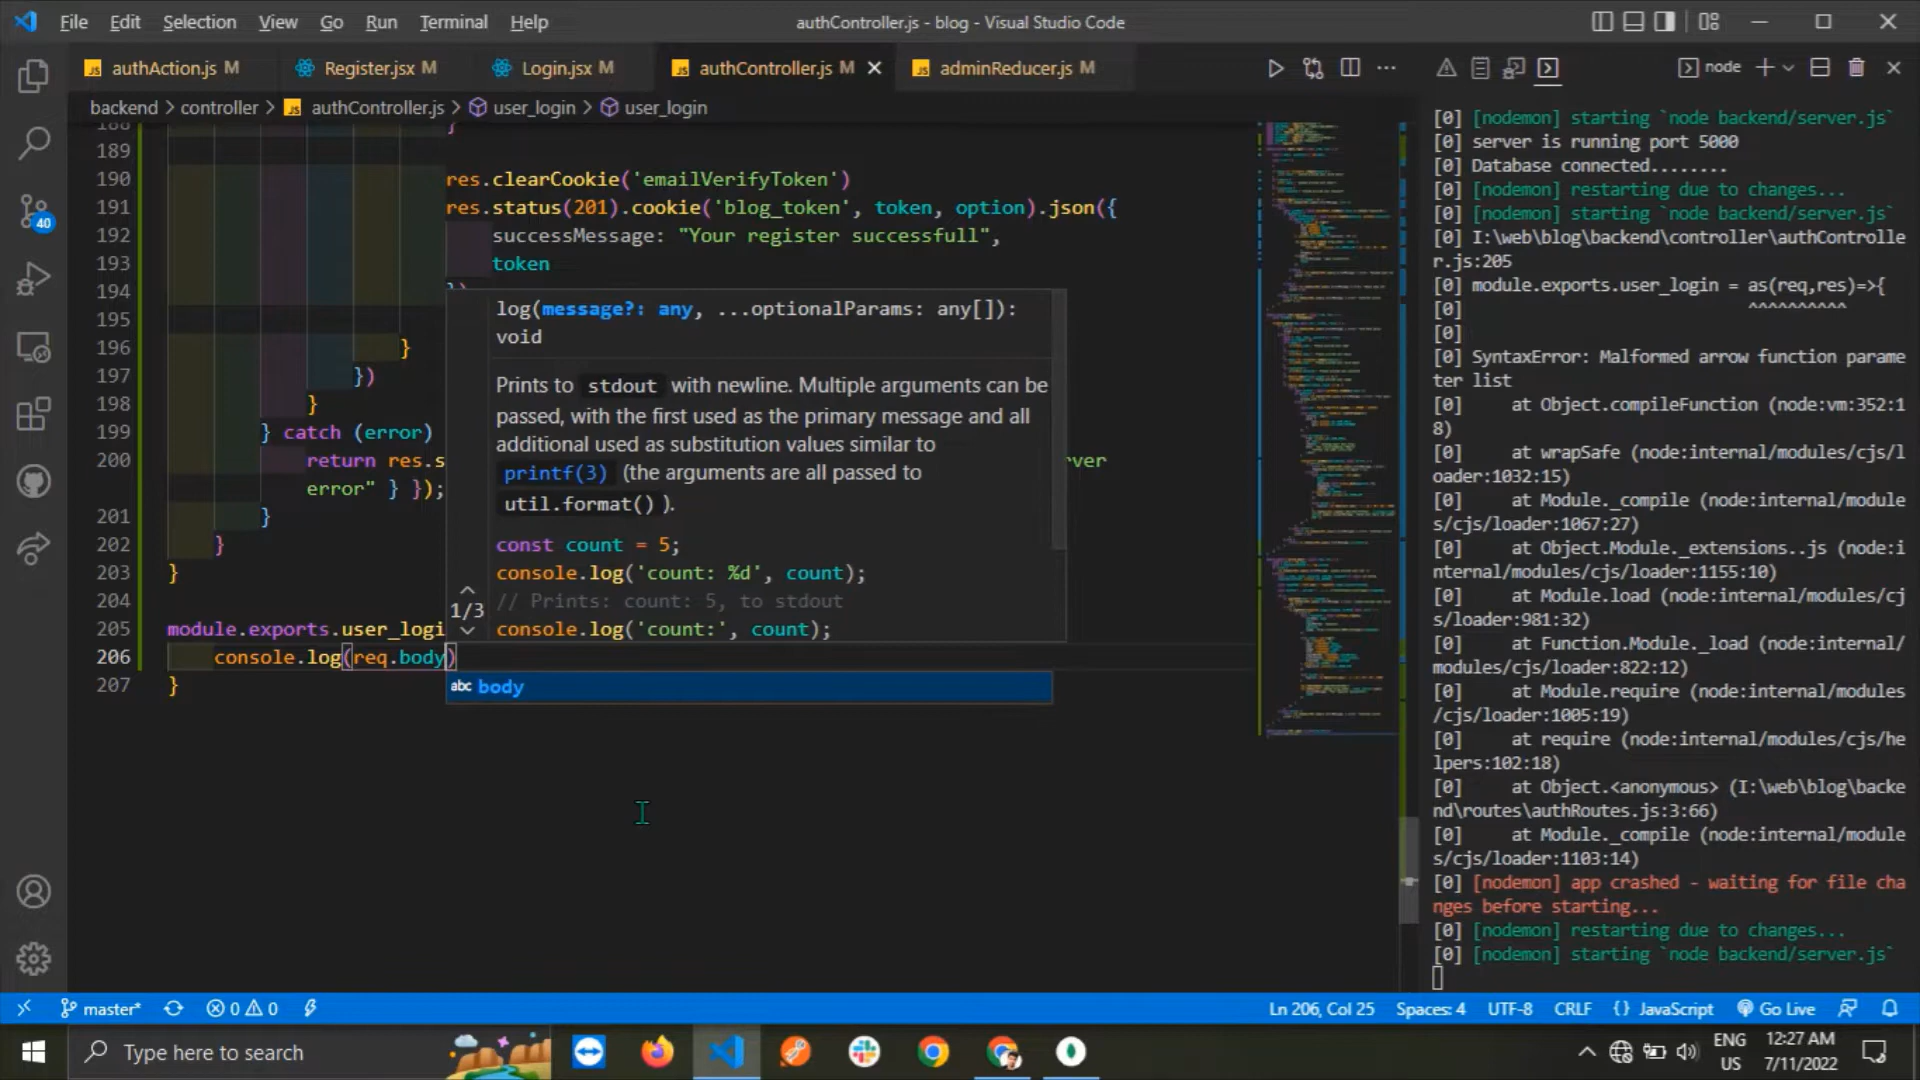 File Edit Selection View Go Run Terminal Help
authController.js - blog - Visual Studio Code
authAction.js M
Register.jsx M
Login.jsx M
authController.js M
adminReducer.js M
node
backend > controller > authController.js > user_login > user_login
188 }
189
190 res.clearCookie('emailVerifyToken')
191 res.status(201).cookie('blog_token', token, option).json({
192 successMessage: "Your register successfull",
193 token
194 })
195
196 }
197 })
198 }
199 } catch (error)
200 return res.s
ver
error" } });
201 }
202 }
203 }
204
205 module.exports.user_logi
206 console.log(req.body)
207 }
log(message?: any, ...optionalParams: any[]):
void
Prints to stdout with newline. Multiple arguments can be
passed, with the first used as the primary message and all
additional used as substitution values similar to
printf(3) (the arguments are all passed to
util.format() ).
const count = 5;
console.log('count: %d', count);
// Prints: count: 5, to stdout
console.log('count:', count);
1/3
abc body
[0] [nodemon] starting `node backend/server.js`
[0] server is running port 5000
[0] Database connected........
[0] [nodemon] restarting due to changes...
[0] [nodemon] starting `node backend/server.js`
[0] I:\web\blog\backend\controller\authControlle
r.js:205
[0] module.exports.user_login = as(req,res)=>{
[0] ^^^^^^^^^^
[0]
[0] SyntaxError: Malformed arrow function parame
ter list
[0] at Object.compileFunction (node:vm:352:1
8)
[0] at wrapSafe (node:internal/modules/cjs/l
oader:1032:15)
[0] at Module._compile (node:internal/module
s/cjs/loader:1067:27)
[0] at Object.Module._extensions..js (node:i
nternal/modules/cjs/loader:1155:10)
[0] at Module.load (node:internal/modules/cj
s/loader:981:32)
[0] at Function.Module._load (node:internal/
modules/cjs/loader:822:12)
[0] at Module.require (node:internal/modules
/cjs/loader:1005:19)
[0] at require (node:internal/modules/cjs/he
lpers:102:18)
[0] at Object.<anonymous> (I:\web\blog\backe
nd\routes\authRoutes.js:3:66)
[0] at Module._compile (node:internal/module
s/cjs/loader:1103:14)
[0] [nodemon] app crashed - waiting for file cha
nges before starting...
[0] [nodemon] restarting due to changes...
[0] [nodemon] starting `node backend/server.js`
40
master* 0 0
Ln 206, Col 25 Spaces: 4 UTF-8 CRLF {} JavaScript Go Live
Type here to search
ENG
US
12:27 AM
7/11/2022